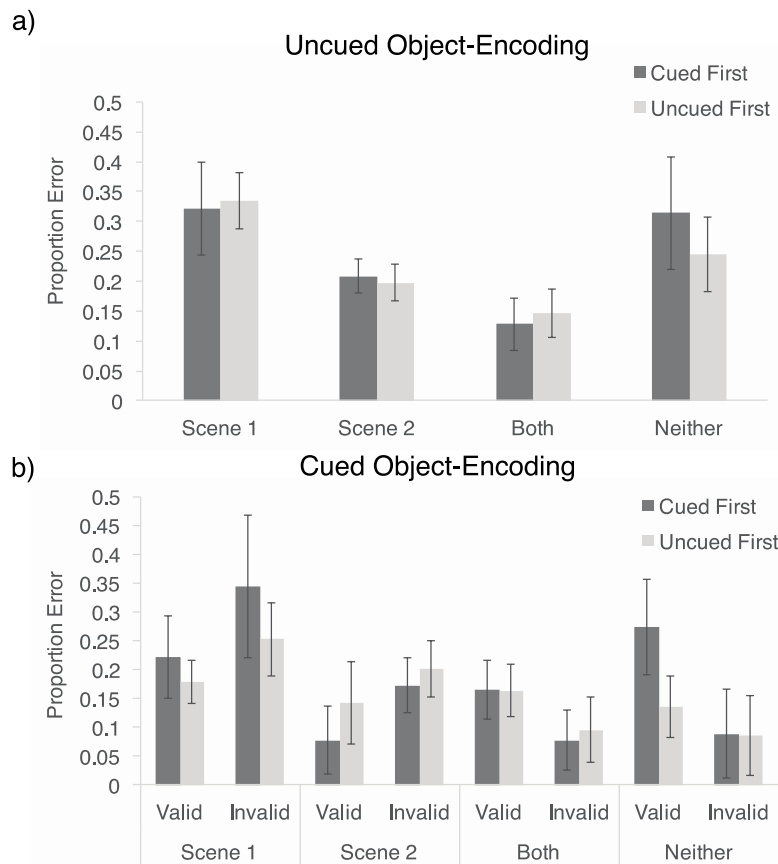 a)
Uncued Object-Encoding
Cued First
Uncued First
Proportion Error
0.5
0.45
0.4
0.35
0.3
0.25
0.2
0.15
0.1
0.05
0
Scene 1 Scene 2 Both Neither
b)
Cued Object-Encoding
Cued First
Uncued First
Proportion Error
0.5
0.45
0.4
0.35
0.3
0.25
0.2
0.15
0.1
0.05
0
Valid Invalid Valid Invalid Valid Invalid Valid Invalid
Scene 1 Scene 2 Both Neither